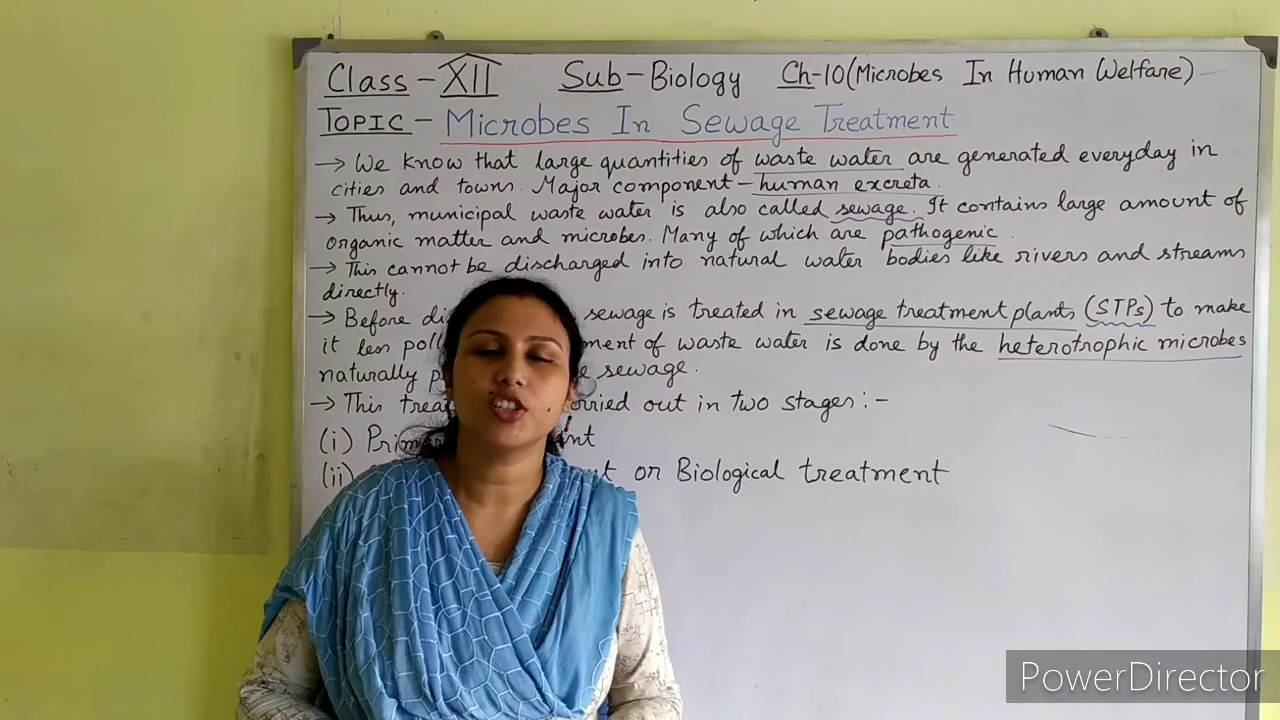 Class - XII Sub - Biology Ch-10 (Microbes In Human Welfare)
TOPIC - Microbes In Sewage Treatment
→ We know that large quantities of waste water are generated everyday in
cities and towns. Major component - human excreta.
→ Thus, municipal waste water is also called sewage. It contains large amount of
organic matter and microbes. Many of which are pathogenic.
→ This cannot be discharged into natural water bodies like rivers and streams
directly.
→ Before sewage is treated in sewage treatment plants (STPs) to make
it less of waste water is done by the heterotrophic microbes
naturally sewage.
→ This out in two stages :-
(i)
(ii) or Biological treatment
PowerDirector